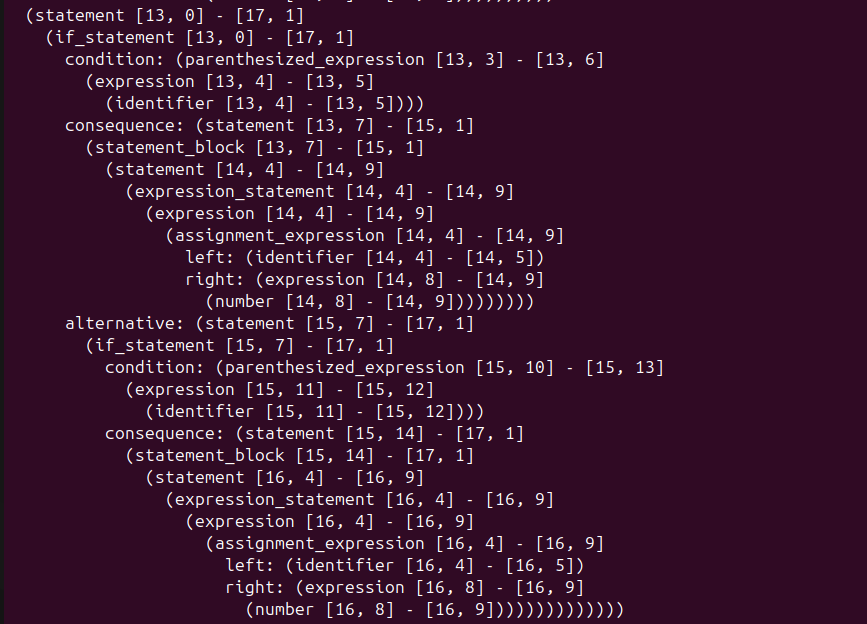 (statement [13, 0] - [17, 1]
(if_statement [13, 0] - [17, 1]
condition: (parenthesized_expression [13, 3] - [13, 6]
(expression [13, 4] - [13, 5]
(identifier [13, 4] - [13, 5])))
consequence: (statement [13, 7] - [15, 1]
(statement_block [13, 7] - [15, 1]
(statement [14, 4] - [14, 9]
(expression_statement [14, 4] - [14, 9]
(expression [14, 4] - [14, 9]
(assignment_expression [14, 4] - [14, 9]
left: (identifier [14, 4] - [14, 5])
right: (expression [14, 8] - [14, 9]
(number [14, 8] - [14, 9]))))))))
alternative: (statement [15, 7] - [17, 1]
(if_statement [15, 7] - [17, 1]
condition: (parenthesized_expression [15, 10] - [15, 13]
(expression [15, 11] - [15, 12]
(identifier [15, 11] - [15, 12])))
consequence: (statement [15, 14] - [17, 1]
(statement_block [15, 14] - [17, 1]
(statement [16, 4] - [16, 9]
(expression_statement [16, 4] - [16, 9]
(expression [16, 4] - [16, 9]
(assignment_expression [16, 4] - [16, 9]
left: (identifier [16, 4] - [16, 5])
right: (expression [16, 8] - [16, 9]
(number [16, 8] - [16, 9])))))))))))))